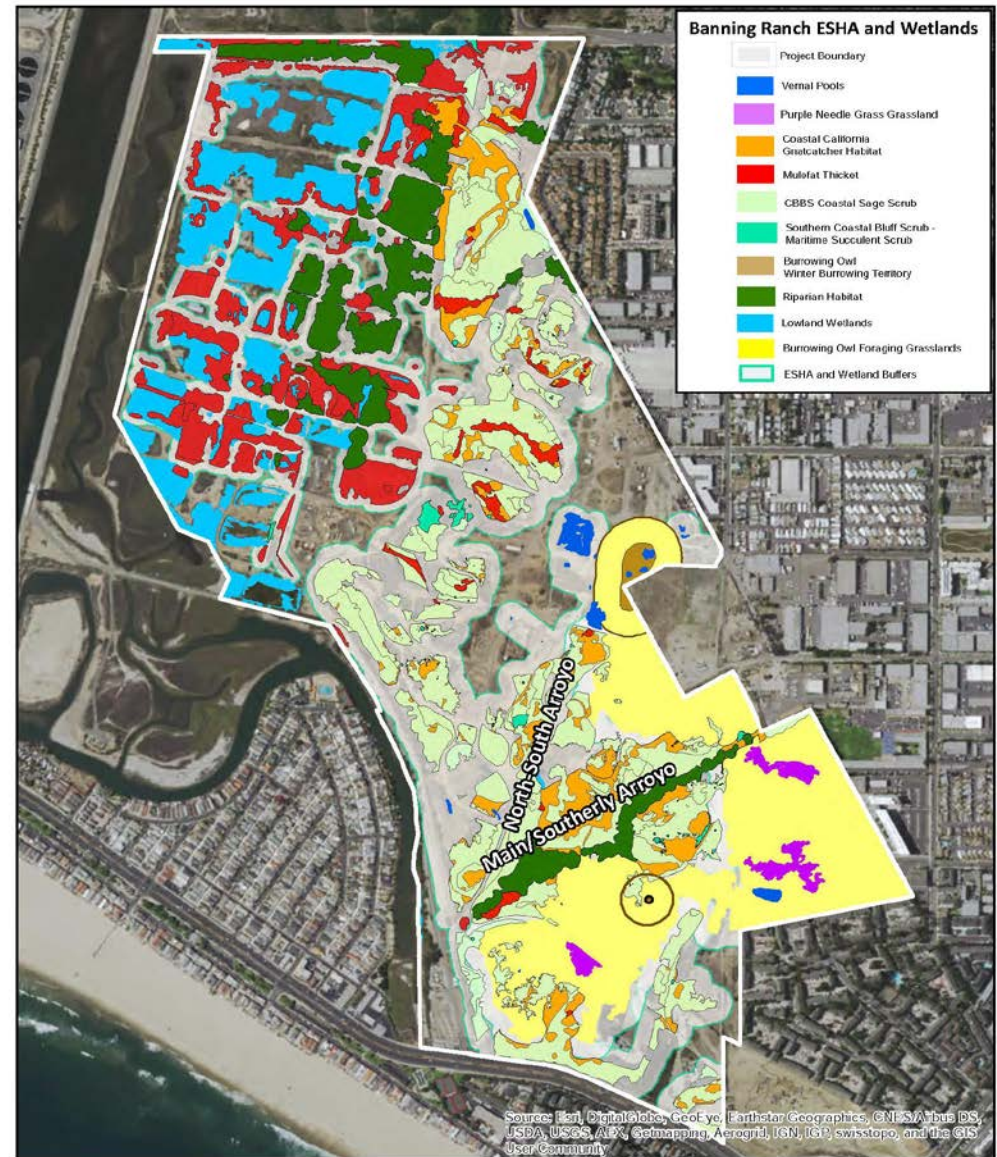 Banning Ranch ESHA and Wetlands
Project Boundary
Vernal Pools
Purple Needle Grass Grassland
Coastal California
Gnatcatcher Habitat
Mulefat Thicket
CBBS Coastal Sage Scrub
Southern Coastal Bluff Scrub -
Maritime Succulent Scrub
Burrowing Owl
Winter Burrowing Territory
Riparian Habitat
Lowland Wetlands
Burrowing Owl Foraging Grasslands
ESHA and Wetland Buffers
North-South Arroyo
Main/Southerly Arroyo
Source: Esri, DigitalGlobe, GeoEye, Earthstar Geographics, CNES/Airbus DS,
USDA, USGS, AEX, Getmapping, Aerogrid, IGN, IGP, swisstopo, and the GIS
User Community